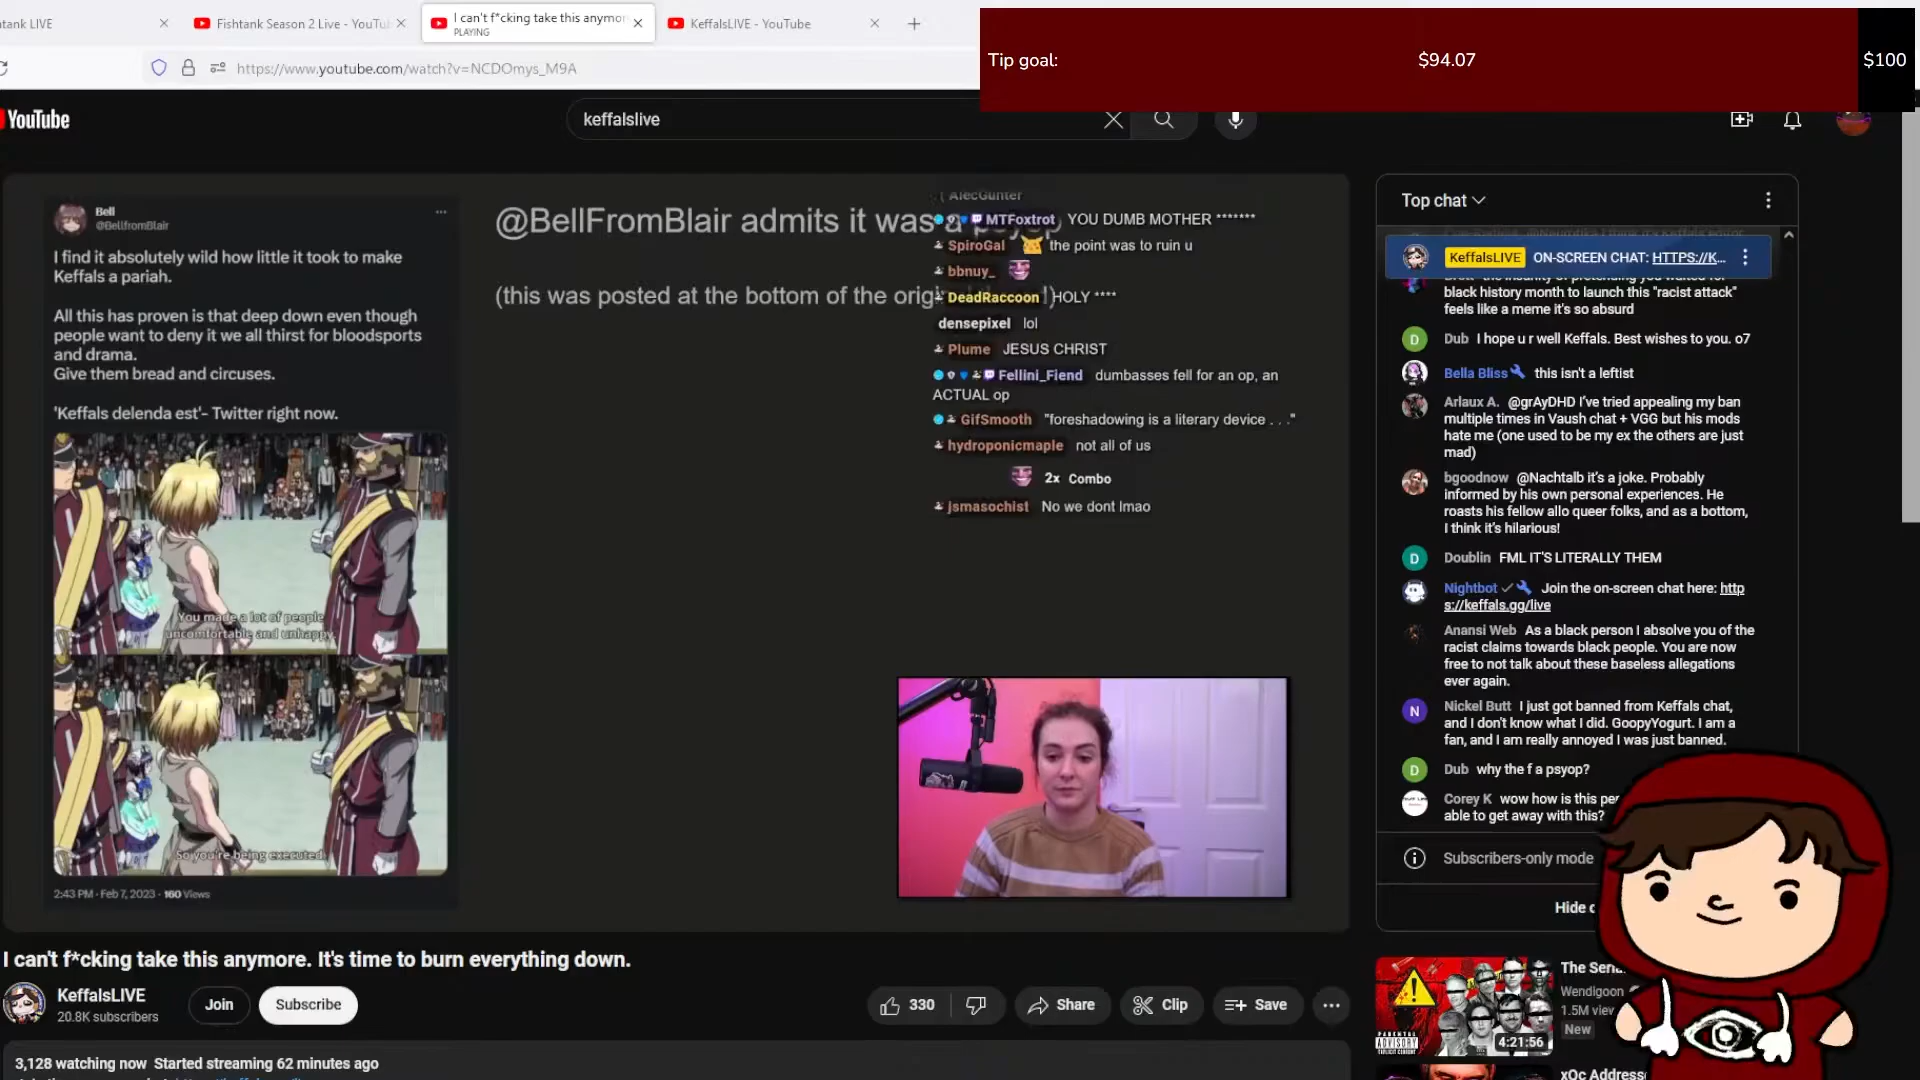 tank LIVE
Fishtank Season 2 Live - YouTu
I can't f*cking take this anymor
PLAYING
KeffalsLIVE - YouTube
https://www.youtube.com/watch?v=NCDOmys_M9A
Tip goal:
$94.07
$100
YouTube
keffalslive
Bell
@BellfromBlair
I find it absolutely wild how little it took to make
Keffals a pariah.
All this has proven is that deep down even though
people want to deny it we all thirst for bloodsports
and drama.
Give them bread and circuses.
'Keffals delenda est'- Twitter right now.
You made a lot of people
uncomfortable and unhappy.
So you're being executed.
2:43 PM · Feb 7, 2023 · 160 Views
@BellFromBlair admits it was a psyop
(this was posted at the bottom of the orig
AlecGunter
MTFoxtrot YOU DUMB MOTHER *******
SpiroGal the point was to ruin u
bbnuy_
DeadRaccoon HOLY ****
densepixel lol
Plume JESUS CHRIST
Fellini_Fiend dumbasses fell for an op, an
ACTUAL op
GifSmooth "foreshadowing is a literary device . . ."
hydroponicmaple not all of us
2x Combo
jsmasochist No we dont lmao
Top chat
KeffalsLIVE ON-SCREEN CHAT: HTTPS://K...
black history month to launch this "racist attack"
feels like a meme it's so absurd
Dub I hope u r well Keffals. Best wishes to you. o7
Bella Bliss this isn't a leftist
Arlaux A. @grAyDHD I've tried appealing my ban
multiple times in Vaush chat + VGG but his mods
hate me (one used to be my ex the others are just
mad)
bgoodnow @Nachtalb it's a joke. Probably
informed by his own personal experiences. He
roasts his fellow allo queer folks, and as a bottom,
I think it's hilarious!
Doublin FML IT'S LITERALLY THEM
Nightbot Join the on-screen chat here: http
s://keffals.gg/live
Anansi Web As a black person I absolve you of the
racist claims towards black people. You are now
free to not talk about these baseless allegations
ever again.
Nickel Butt I just got banned from Keffals chat,
and I don't know what I did. GoopyYogurt. I am a
fan, and I am really annoyed I was just banned.
Dub why the f a psyop?
Corey K wow how is this per
able to get away with this?
Subscribers-only mode
Hide c
I can't f*cking take this anymore. It's time to burn everything down.
KeffalsLIVE
20.8K subscribers
Join
Subscribe
330
Share
Clip
Save
3,128 watching now Started streaming 62 minutes ago
PARENTAL
ADVISORY
EXPLICIT CONTENT
4:21:56
The Seri
Wendigoon
1.5M view
New
xQc Addresse